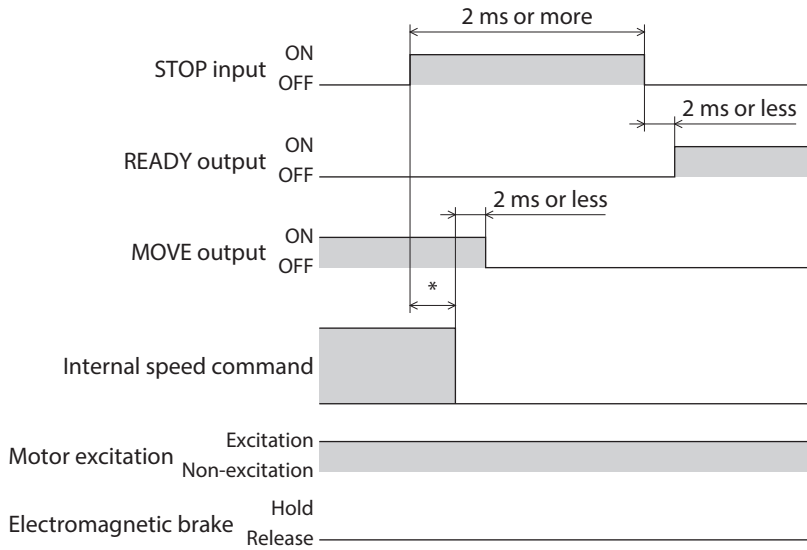 2 ms or more
STOP input
ON
OFF
2 ms or less
READY output
ON
OFF
2 ms or less
MOVE output
ON
OFF
*
Internal speed command
Motor excitation
Excitation
Non-excitation
Electromagnetic brake
Hold
Release